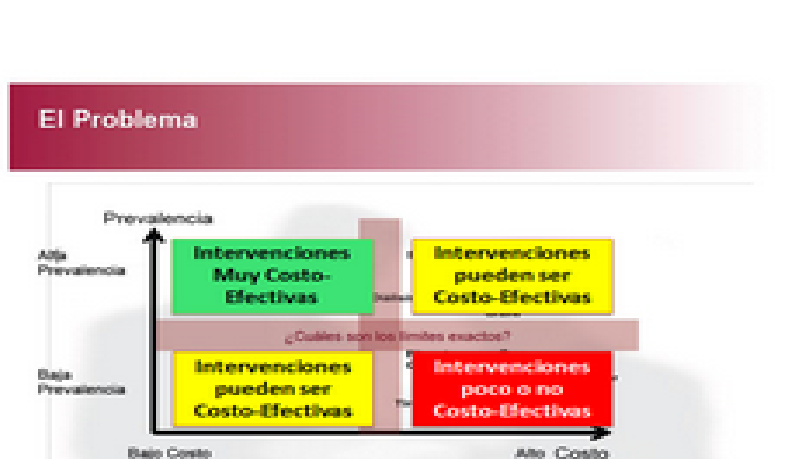 El Problema
Prevalencia
Alta
Prevalencia
Intervenciones
Muy Costo-
Efectivas
Intervenciones
pueden ser
Costo-Efectivas
¿Cuáles son los límites exactos?
Baja
Prevalencia
Intervenciones
pueden ser
Costo-Efectivas
Intervenciones
poco o no
Costo-Efectivas
Bajo Costo
Alto Costo